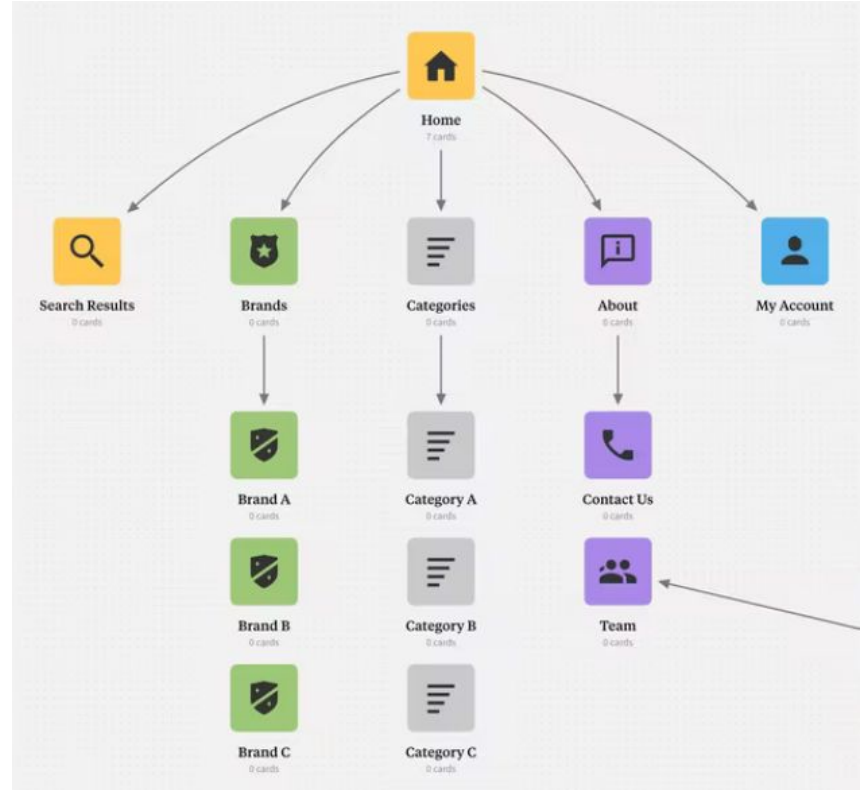 Home
7 cards
Search Results
0 cards
Brands
0 cards
Categories
0 cards
About
0 cards
My Account
0 cards
Brand A
0 cards
Category A
0 cards
Contact Us
0 cards
Brand B
0 cards
Category B
0 cards
Team
0 cards
Brand C
0 cards
Category C
0 cards